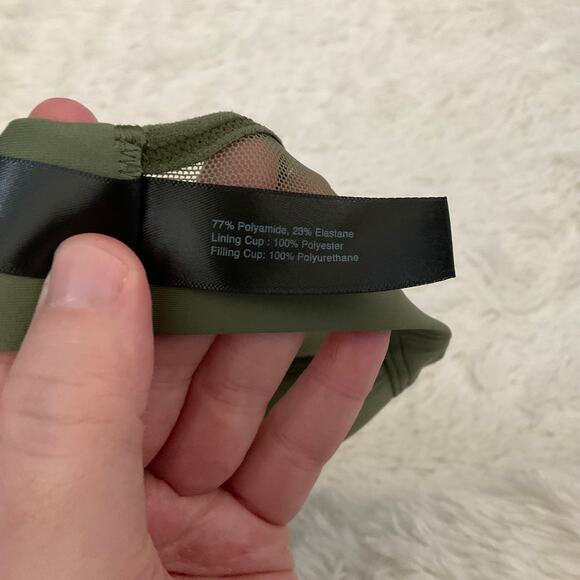 77% Polyamide, 23% Elastane
Lining Cup : 100% Polyester
Filling Cup: 100% Polyurethane